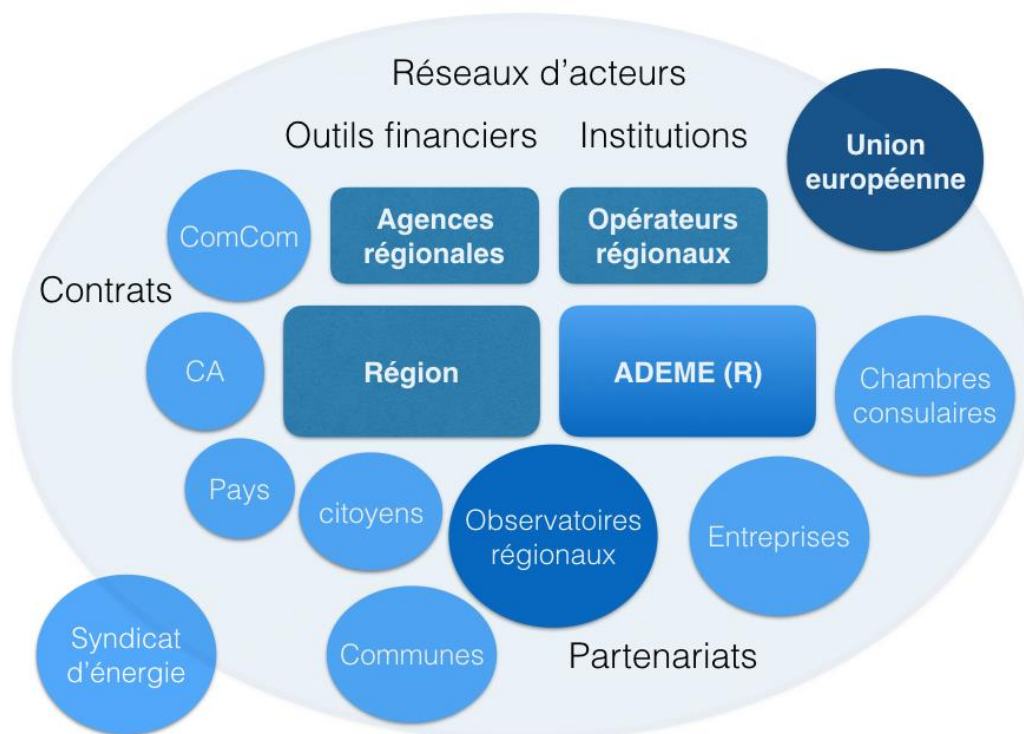 Réseaux d'acteurs
Outils financiers
Institutions
Union
européenne
ComCom
Agences
régionales
Opérateurs
régionaux
Contrats
CA
Région
ADEME (R)
Chambres
consulaires
Pays
citoyens
Observatoires
régionaux
Entreprises
Syndicat
d'énergie
Communes
Partenariats